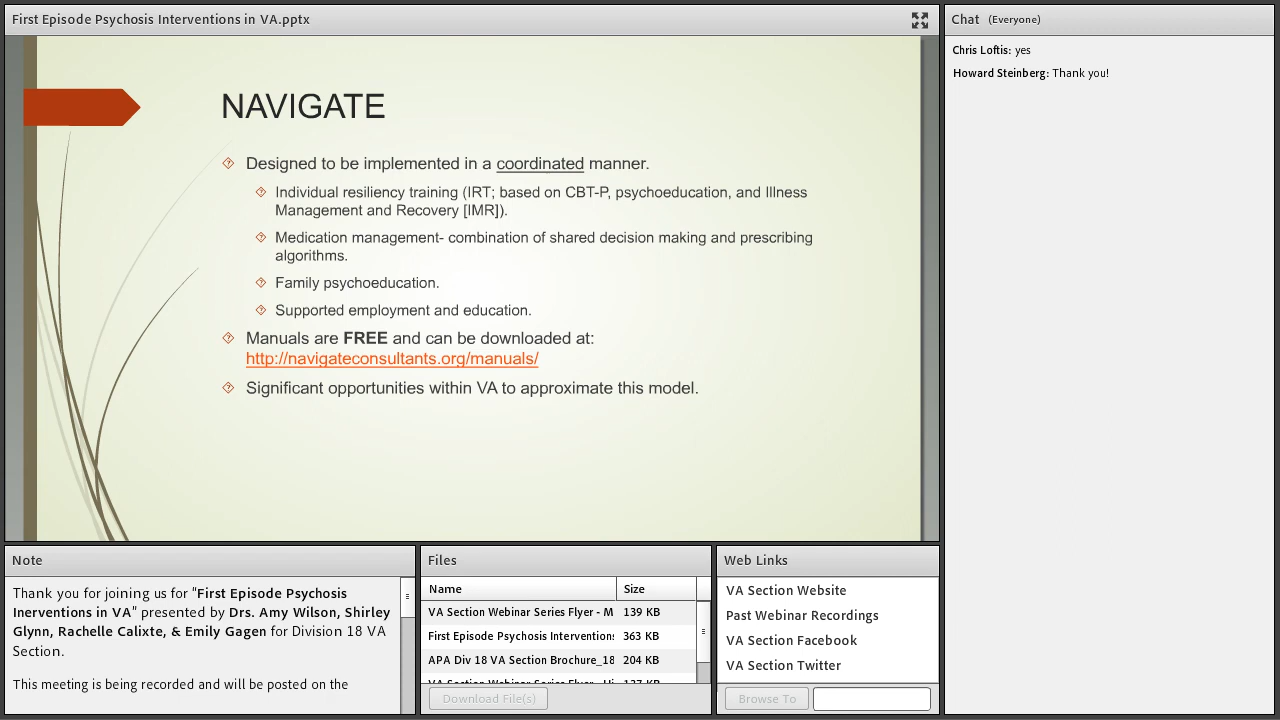 First Episode Psychosis Interventions in VA.pptx
NAVIGATE
Designed to be implemented in a coordinated manner.
Individual resiliency training (IRT; based on CBT-P, psychoeducation, and Illness
Management and Recovery [IMR]).
Medication management- combination of shared decision making and prescribing
algorithms.
Family psychoeducation.
Supported employment and education.
Manuals are FREE and can be downloaded at:
http://navigateconsultants.org/manuals/
Significant opportunities within VA to approximate this model.
Chat (Everyone)
Chris Loftis: yes
Howard Steinberg: Thank you!
Note
Thank you for joining us for "First Episode Psychosis
Inerventions in VA" presented by Drs. Amy Wilson, Shirley
Glynn, Rachelle Calixte, & Emily Gagen for Division 18 VA
Section.
This meeting is being recorded and will be posted on the
Files
Name Size
VA Section Webinar Series Flyer - M 139 KB
First Episode Psychosis Interventions 363 KB
APA Div 18 VA Section Brochure_18 204 KB
VA Section Webinar Series Flyer - Hi 137 KB
Download File(s)
Web Links
VA Section Website
Past Webinar Recordings
VA Section Facebook
VA Section Twitter
Browse To